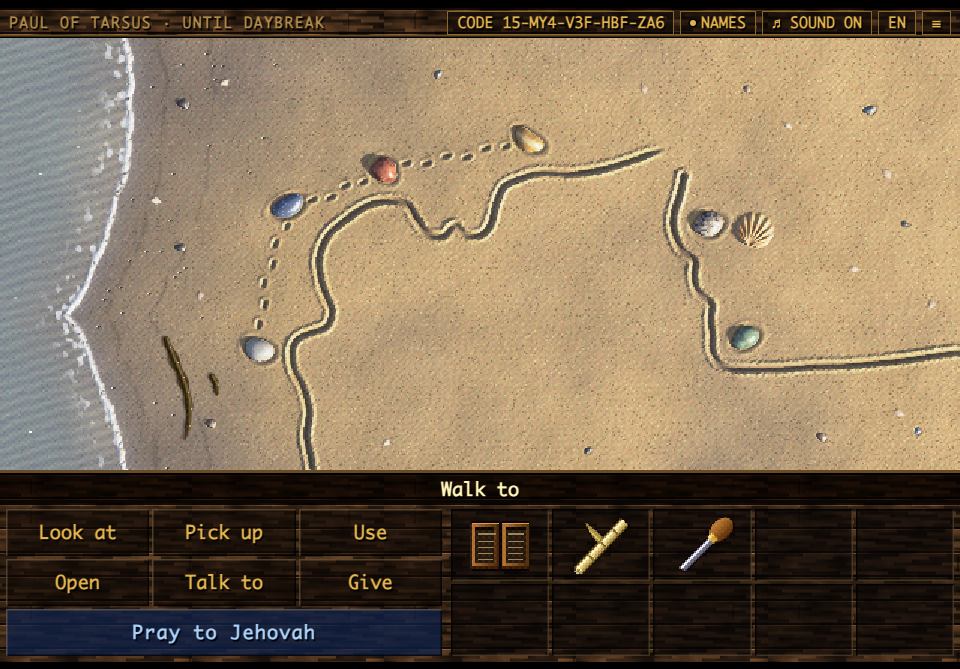 PAUL OF TARSUS · UNTIL DAYBREAK
CODE 15-MY4-V3F-HBF-ZA6
NAMES
♬ SOUND ON
EN
≡
Walk to
Look at
Pick up
Use
Open
Talk to
Give
Pray to Jehovah